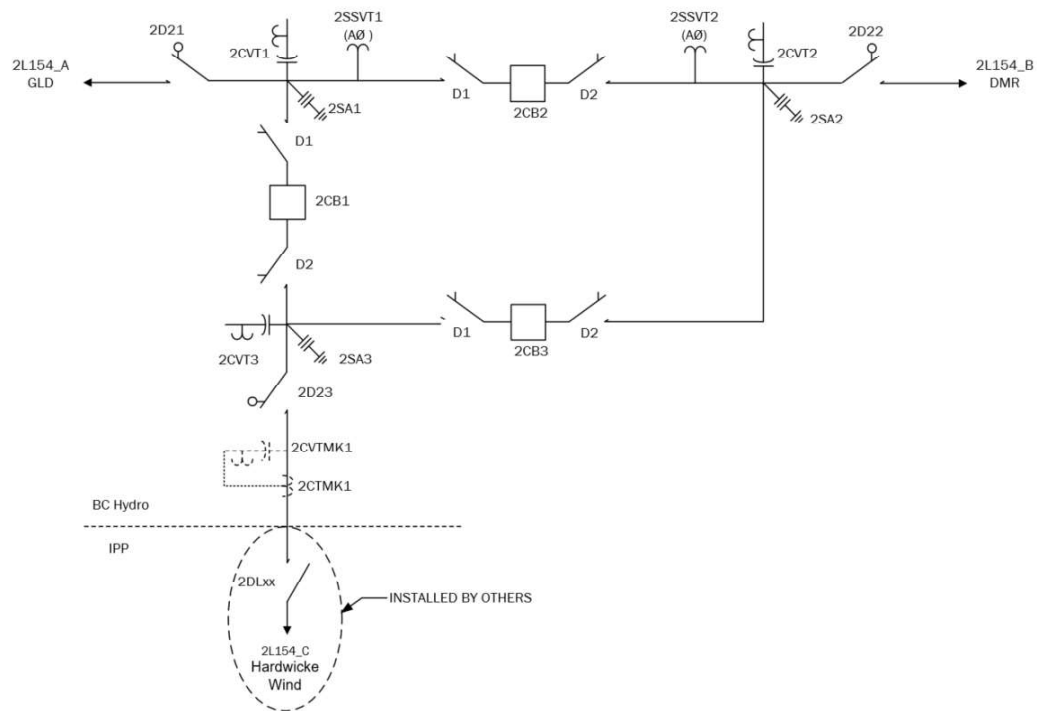 2SSVT1
(AØ )
2SSVT2
(AØ)
2D21
2CVT1
2CVT2
2D22
2L154_A
GLD
2L154_B
DMR
D1
2CB2
D2
2SA1
2SA2
D1
2CB1
D2
D1
2CB3
D2
2CVT3
2SA3
2D23
2CVTMK1
2CTMK1
BC Hydro
IPP
2DLxx
INSTALLED BY OTHERS
2L154_C
Hardwicke
Wind